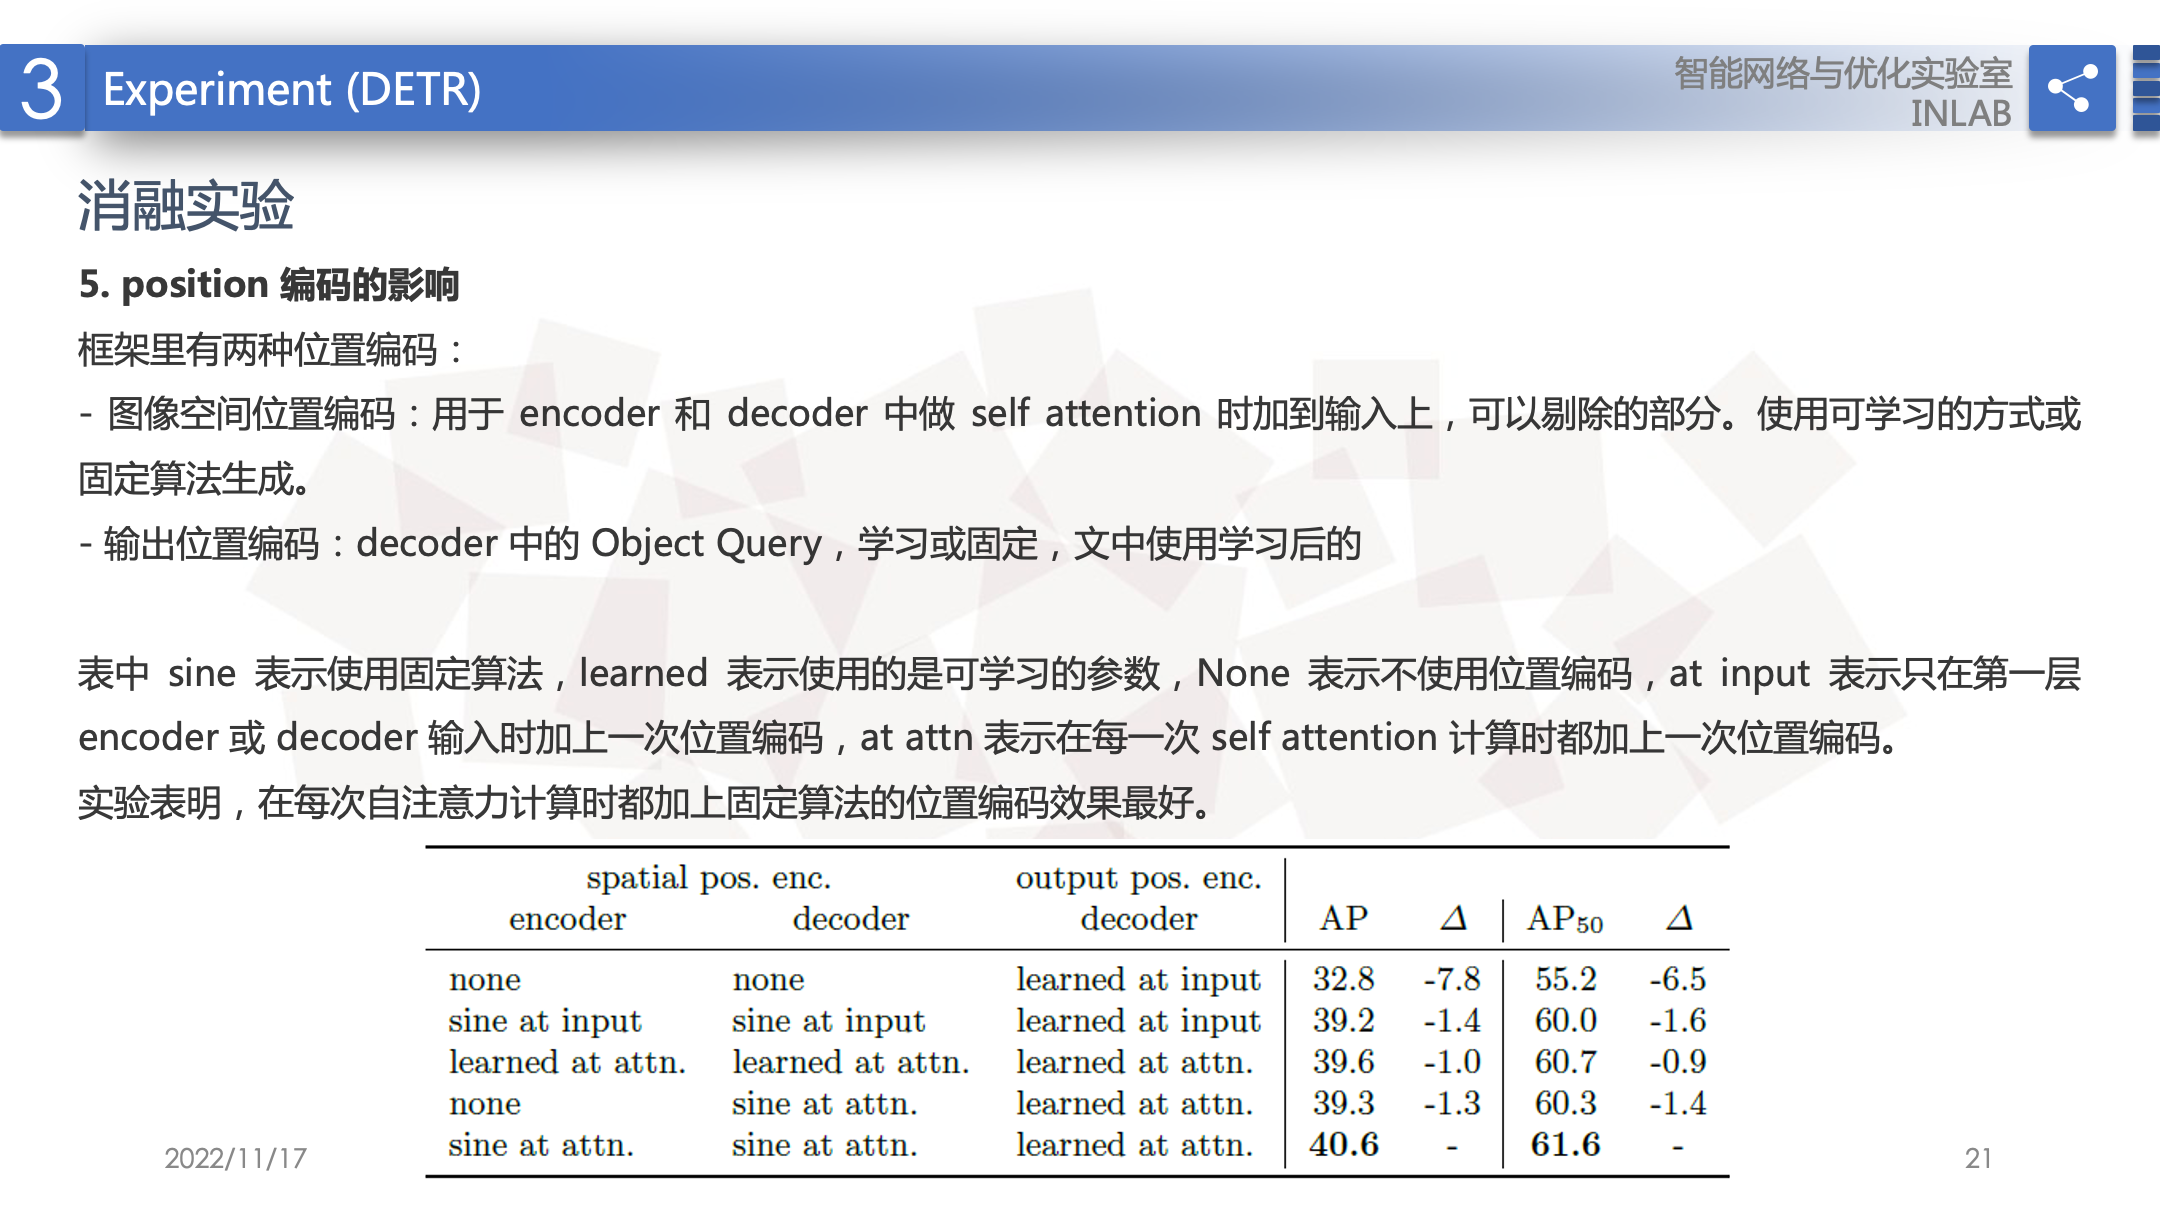 3 Experiment (DETR)
智能网络与优化实验室
INLAB
消融实验
5. position 编码的影响
框架里有两种位置编码：
- 图像空间位置编码：用于 encoder 和 decoder 中做 self attention 时加到输入上，可以剔除的部分。使用可学习的方式或
固定算法生成。
- 输出位置编码：decoder 中的 Object Query，学习或固定，文中使用学习后的
表中 sine 表示使用固定算法，learned 表示使用的是可学习的参数，None 表示不使用位置编码，at input 表示只在第一层
encoder 或 decoder 输入时加上一次位置编码，at attn 表示在每一次 self attention 计算时都加上一次位置编码。
实验表明，在每次自注意力计算时都加上固定算法的位置编码效果最好。
spatial pos. enc. output pos. enc.
encoder decoder decoder AP Δ AP50 Δ
none none learned at input 32.8 -7.8 55.2 -6.5
sine at input sine at input learned at input 39.2 -1.4 60.0 -1.6
learned at attn. learned at attn. learned at attn. 39.6 -1.0 60.7 -0.9
none sine at attn. learned at attn. 39.3 -1.3 60.3 -1.4
sine at attn. sine at attn. learned at attn. 40.6 - 61.6 -
2022/11/17
21